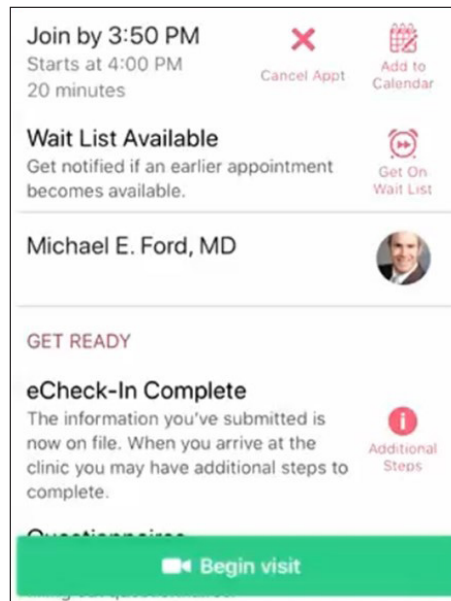 Join by 3:50 PM
Starts at 4:00 PM
20 minutes
Cancel Appt
Add to
Calendar
Wait List Available
Get notified if an earlier appointment
becomes available.
Get On
Wait List
Michael E. Ford, MD
GET READY
eCheck-In Complete
The information you've submitted is
now on file. When you arrive at the
clinic you may have additional steps to
complete.
Additional
Steps
Questionnaires
Begin visit